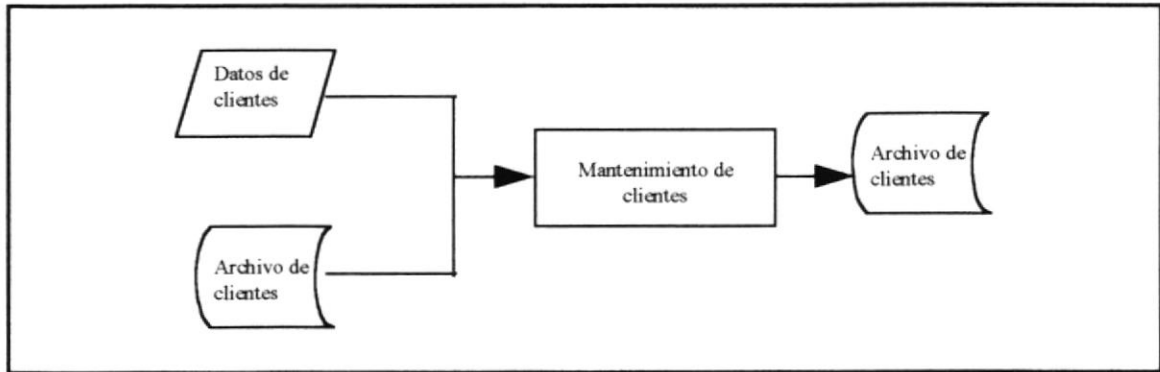 Datos de
clientes
Archivo de
clientes
Mantenimiento de
clientes
Archivo de
clientes